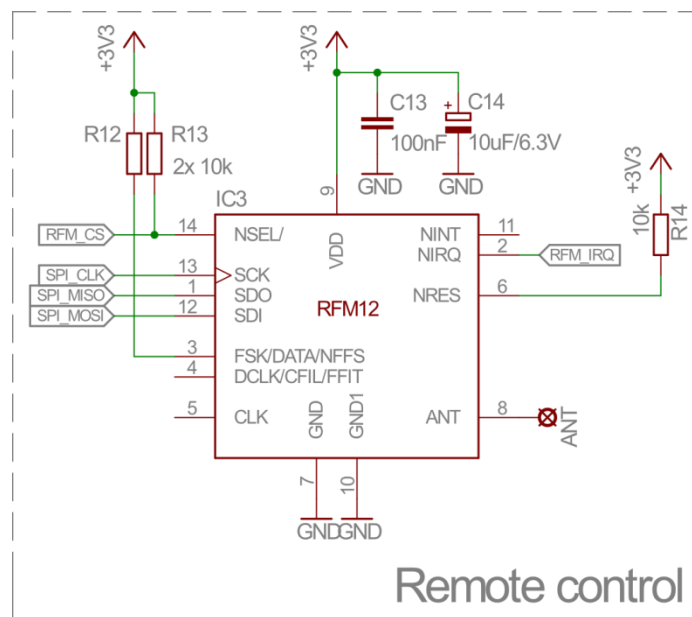 +3V3
+3V3
C13
C14
+
R12
R13
100nF
10uF/6.3V
2x 10k
GND
GND
+3V3
IC3
9
10k
R14
RFM_CS
14
NSEL/
VDD
NINT
11
NIRQ
2
RFM_IRQ
SPI_CLK
13
SCK
SPI_MISO
1
SDO
RFM12
NRES
6
SPI_MOSI
12
SDI
3
FSK/DATA/NFFS
4
DCLK/CFIL/FFIT
5
CLK
GND
GND1
ANT
8
ANT
7
10
GND
GND
Remote control